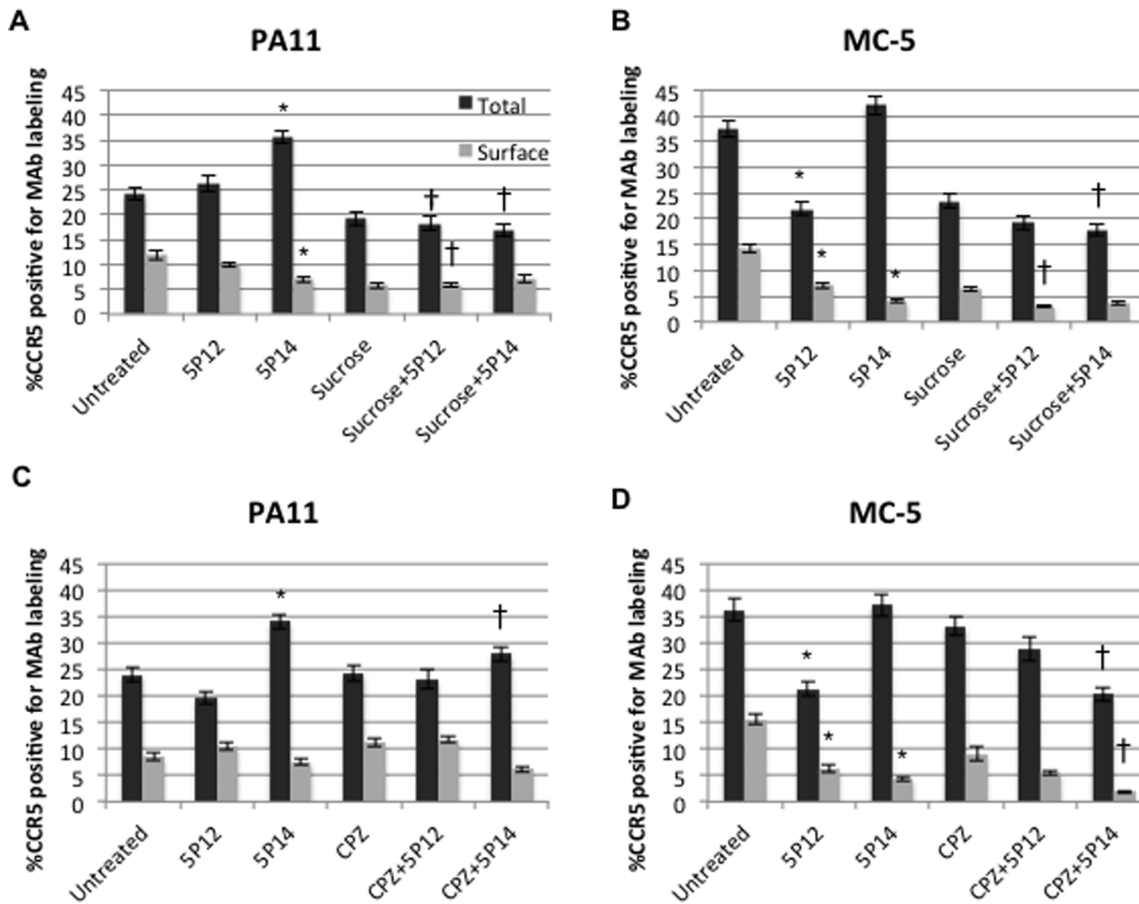 A
PA11
%CCR5 positive for MAb labeling
45
40
35
30
25
20
15
10
5
0
Total
Surface
*
*
†
†
†
Untreated
5P12
5P14
Sucrose
Sucrose+5P12
Sucrose+5P14
B
MC-5
%CCR5 positive for MAb labeling
45
40
35
30
25
20
15
10
5
0
*
*
*
†
†
Untreated
5P12
5P14
Sucrose
Sucrose+5P12
Sucrose+5P14
C
PA11
%CCR5 positive for MAb labeling
45
40
35
30
25
20
15
10
5
0
*
†
Untreated
5P12
5P14
CPZ
CPZ+5P12
CPZ+5P14
D
MC-5
%CCR5 positive for MAb labeling
45
40
35
30
25
20
15
10
5
0
*
*
*
†
†
Untreated
5P12
5P14
CPZ
CPZ+5P12
CPZ+5P14